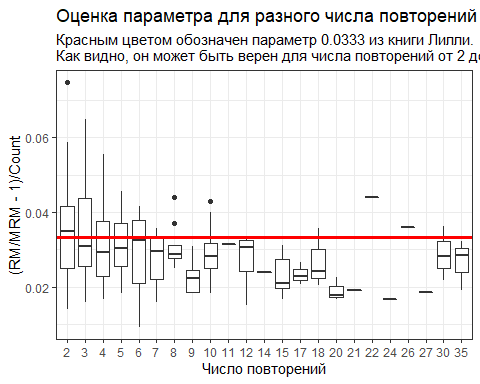 Оценка параметра для разного числа повторений
Красным цветом обозначен параметр 0.0333 из книги Лилли.
Как видно, он может быть верен для числа повторений от 2 до
(RM/MRM - 1)/Count
0.06
0.04
0.02
2 3 4 5 6 7 8 9 10 11 12 14 15 17 18 20 21 22 24 26 27 30 35
Число повторений